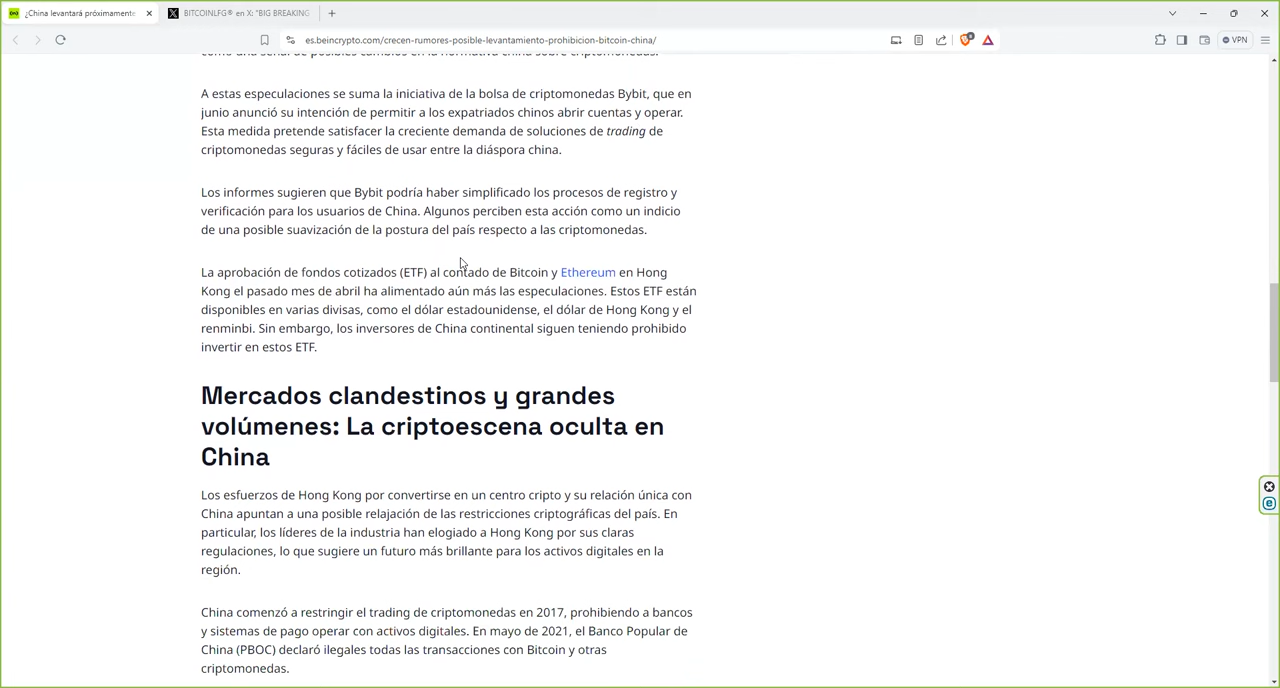 ¿China levantará próximamente
BITCOINLFG® en X: "BIG BREAKING
es.beincrypto.com/crecen-rumores-posible-levantamiento-prohibicion-bitcoin-china/
VPN
como una señal de posibles cambios en la normativa china sobre criptomonedas.
A estas especulaciones se suma la iniciativa de la bolsa de criptomonedas Bybit, que en
junio anunció su intención de permitir a los expatriados chinos abrir cuentas y operar.
Esta medida pretende satisfacer la creciente demanda de soluciones de trading de
criptomonedas seguras y fáciles de usar entre la diáspora china.
Los informes sugieren que Bybit podría haber simplificado los procesos de registro y
verificación para los usuarios de China. Algunos perciben esta acción como un indicio
de una posible suavización de la postura del país respecto a las criptomonedas.
La aprobación de fondos cotizados (ETF) al contado de Bitcoin y Ethereum en Hong
Kong el pasado mes de abril ha alimentado aún más las especulaciones. Estos ETF están
disponibles en varias divisas, como el dólar estadounidense, el dólar de Hong Kong y el
renminbi. Sin embargo, los inversores de China continental siguen teniendo prohibido
invertir en estos ETF.
Mercados clandestinos y grandes
volúmenes: La criptoescena oculta en
China
Los esfuerzos de Hong Kong por convertirse en un centro cripto y su relación única con
China apuntan a una posible relajación de las restricciones criptográficas del país. En
particular, los líderes de la industria han elogiado a Hong Kong por sus claras
regulaciones, lo que sugiere un futuro más brillante para los activos digitales en la
región.
China comenzó a restringir el trading de criptomonedas en 2017, prohibiendo a bancos
y sistemas de pago operar con activos digitales. En mayo de 2021, el Banco Popular de
China (PBOC) declaró ilegales todas las transacciones con Bitcoin y otras
criptomonedas.